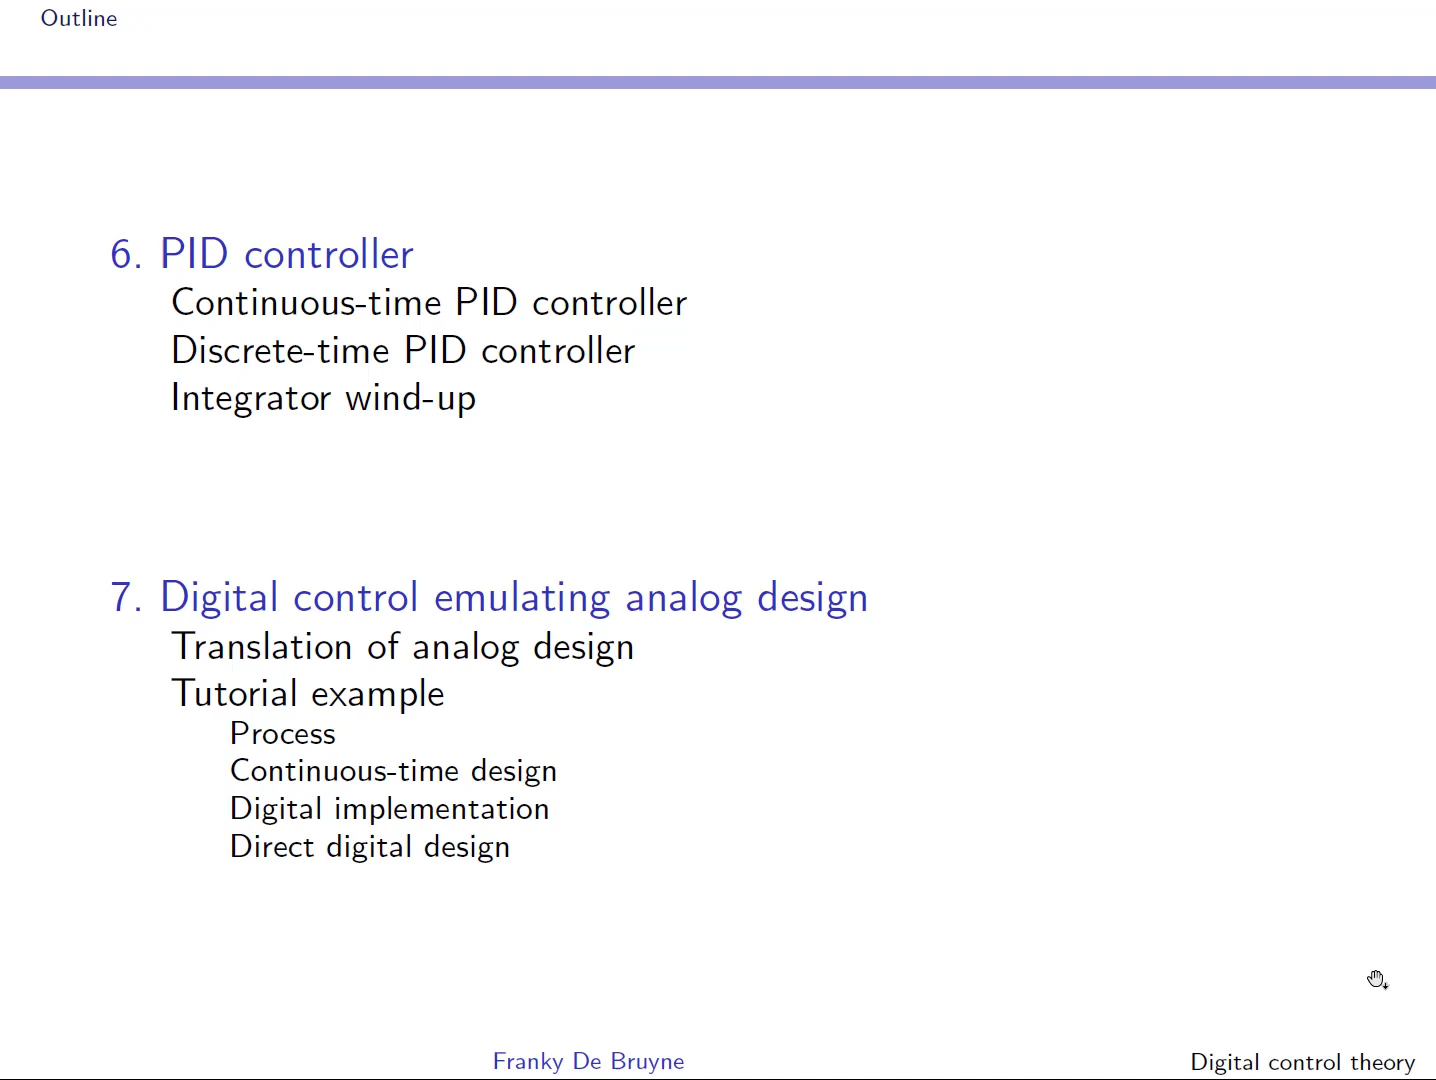 Outline
6. PID controller
Continuous-time PID controller
Discrete-time PID controller
Integrator wind-up
7. Digital control emulating analog design
Translation of analog design
Tutorial example
Process
Continuous-time design
Digital implementation
Direct digital design
Franky De Bruyne
Digital control theory